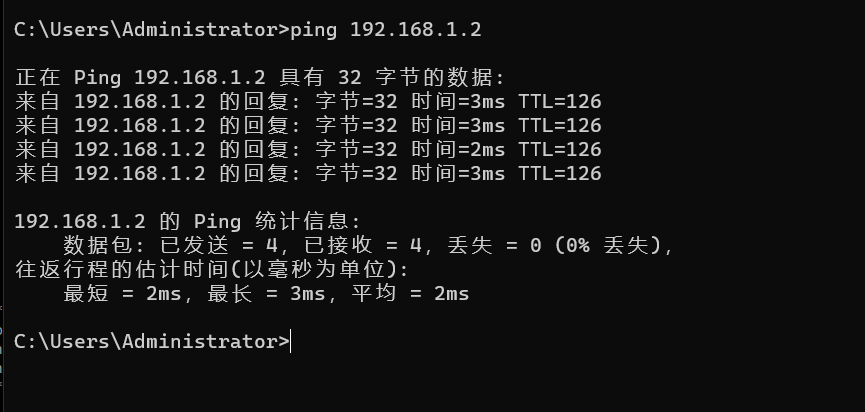 C:\Users\Administrator>ping 192.168.1.2
正在 Ping 192.168.1.2 具有 32 字节的数据:
来自 192.168.1.2 的回复: 字节=32 时间=3ms TTL=126
来自 192.168.1.2 的回复: 字节=32 时间=3ms TTL=126
来自 192.168.1.2 的回复: 字节=32 时间=2ms TTL=126
来自 192.168.1.2 的回复: 字节=32 时间=3ms TTL=126
192.168.1.2 的 Ping 统计信息:
数据包: 已发送 = 4, 已接收 = 4, 丢失 = 0 (0% 丢失),
往返行程的估计时间(以毫秒为单位):
最短 = 2ms, 最长 = 3ms, 平均 = 2ms
C:\Users\Administrator>